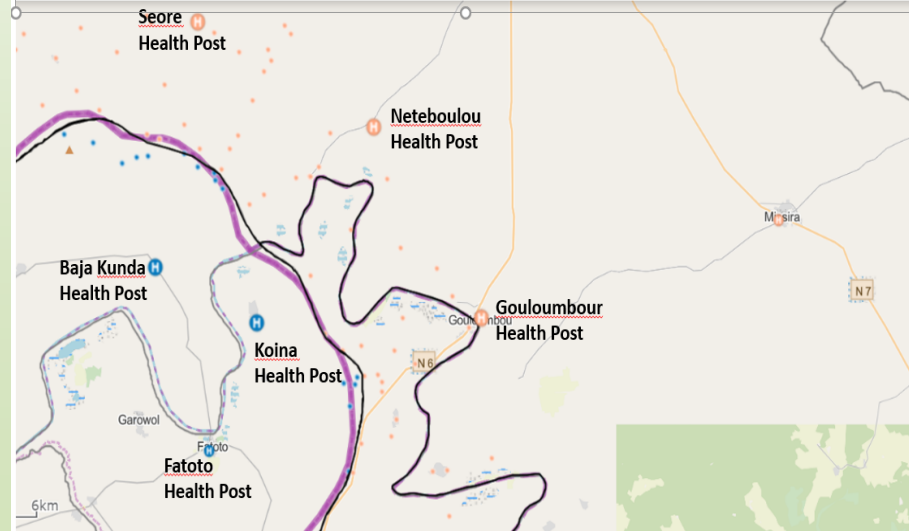 Seore
Health Post
Neteboulou
Health Post
Missira
Baja Kunda
Health Post
N7
Gouloumbour
Health Post
Gouloumbou
Koina
Health Post
N6
Garowol
Fatoto
Fatoto
Health Post
6km